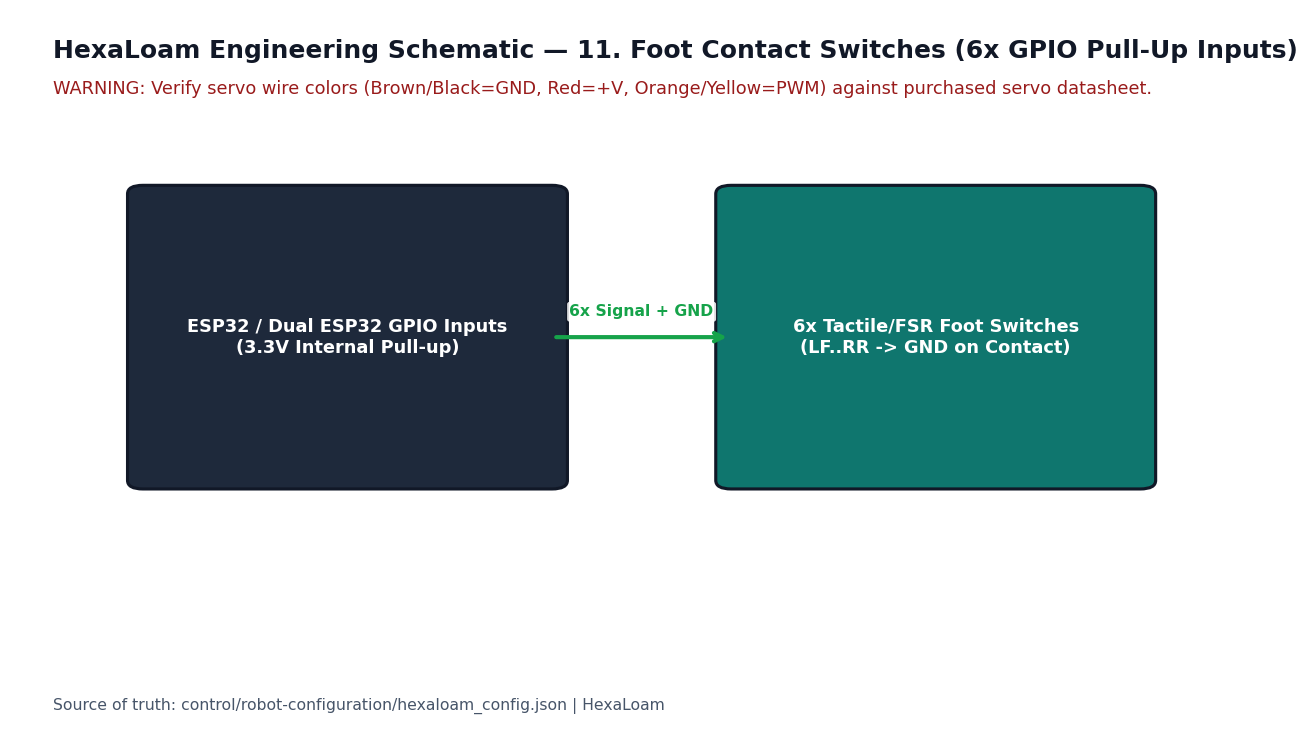 HexaLoam Engineering Schematic — 11. Foot Contact Switches (6x GPIO Pull-Up Inputs)
WARNING: Verify servo wire colors (Brown/Black=GND, Red=+V, Orange/Yellow=PWM) against purchased servo datasheet.
ESP32 / Dual ESP32 GPIO Inputs
(3.3V Internal Pull-up)
6x Signal + GND
6x Tactile/FSR Foot Switches
(LF..RR -> GND on Contact)
Source of truth: control/robot-configuration/hexaloam_config.json | HexaLoam